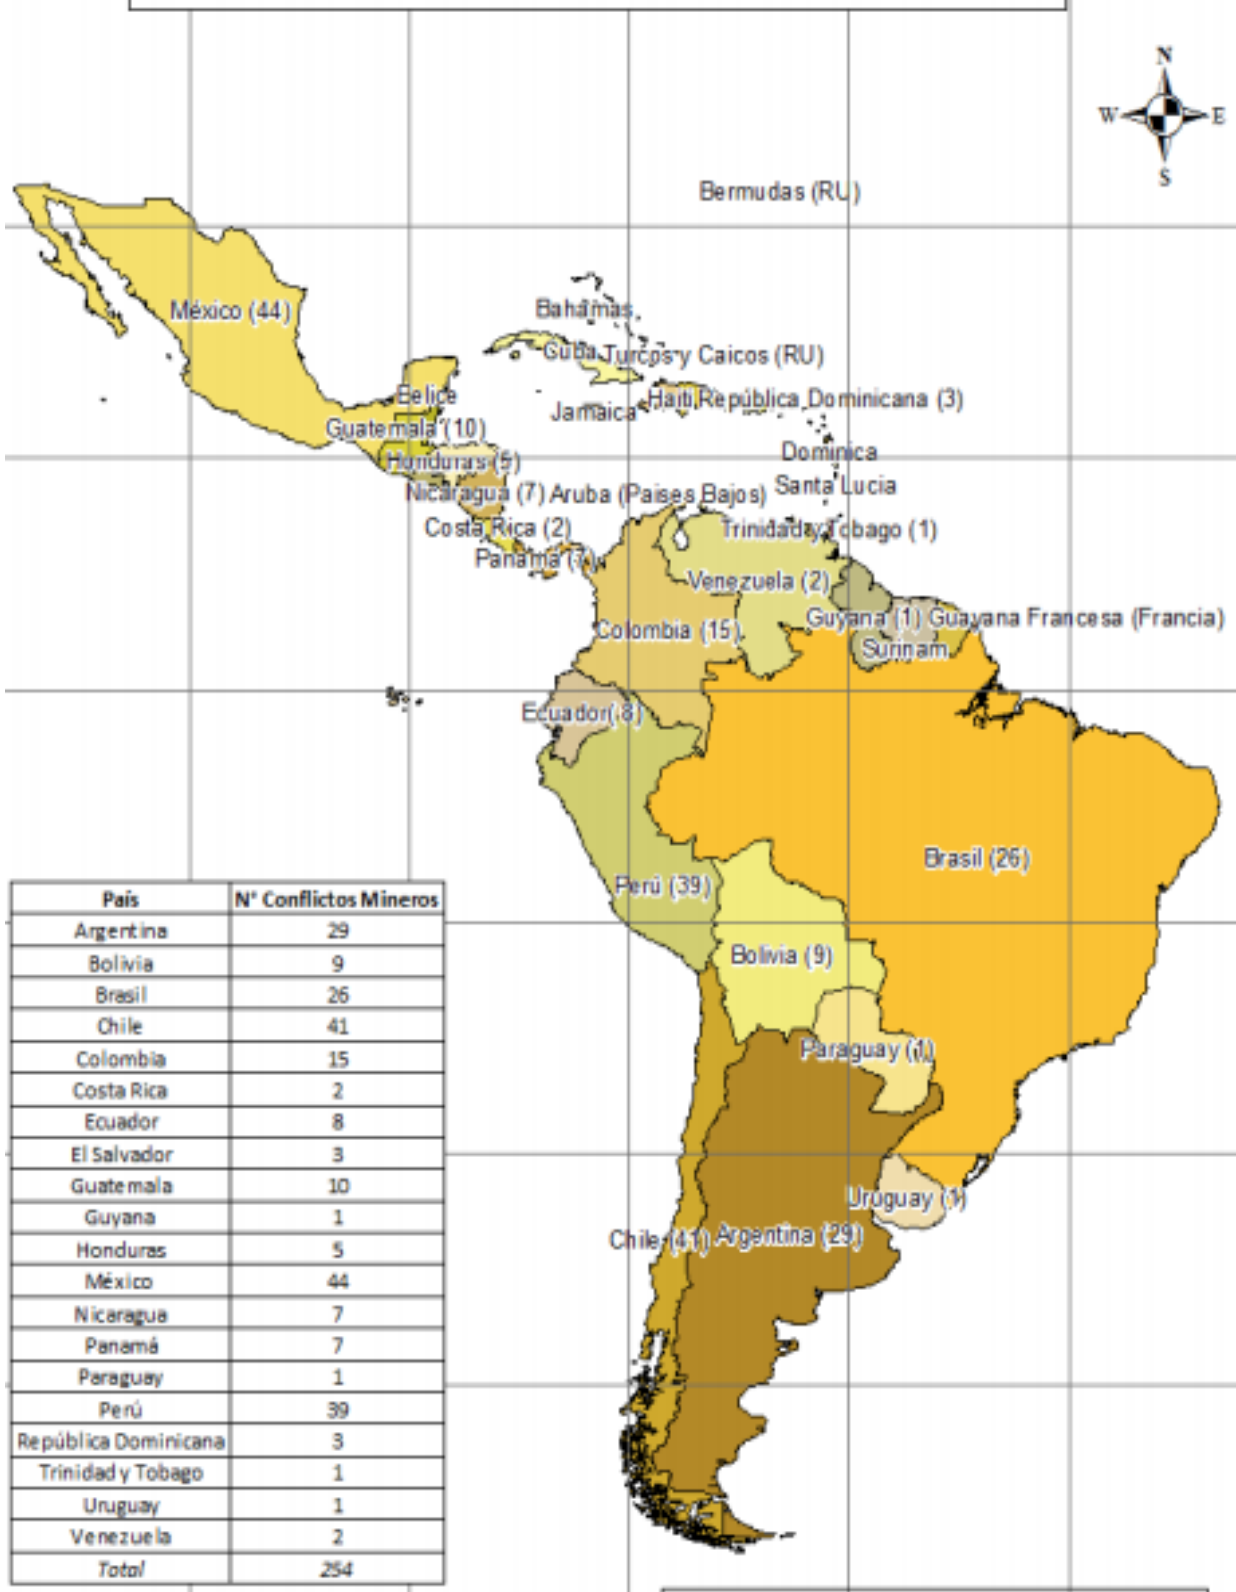 N
W E
S
Bermudas (RU)
México (44)
Bahamas
Cuba Turcos y Caicos (RU)
Belice
Jamaica Haití República Dominicana (3)
Guatemala (10)
Dominica
Honduras (5)
Nicaragua (7) Aruba (Paises Bajos) Santa Lucia
Costa Rica (2) Trinidad y Tobago (1)
Panamá (7)
Venezuela (2)
Guyana (1) Guayana Francesa (Francia)
Colombia (15)
Surinam
Ecuador( 8)
Brasil (26)
Perú (39)
Bolivia (9)
Paraguay (1)
Uruguay (1)
Chile (41) Argentina (29)
País N° Conflictos Mineros
Argentina 29
Bolivia 9
Brasil 26
Chile 41
Colombia 15
Costa Rica 2
Ecuador 8
El Salvador 3
Guatemala 10
Guyana 1
Honduras 5
México 44
Nicaragua 7
Panamá 7
Paraguay 1
Perú 39
República Dominicana 3
Trinidad y Tobago 1
Uruguay 1
Venezuela 2
Total 254